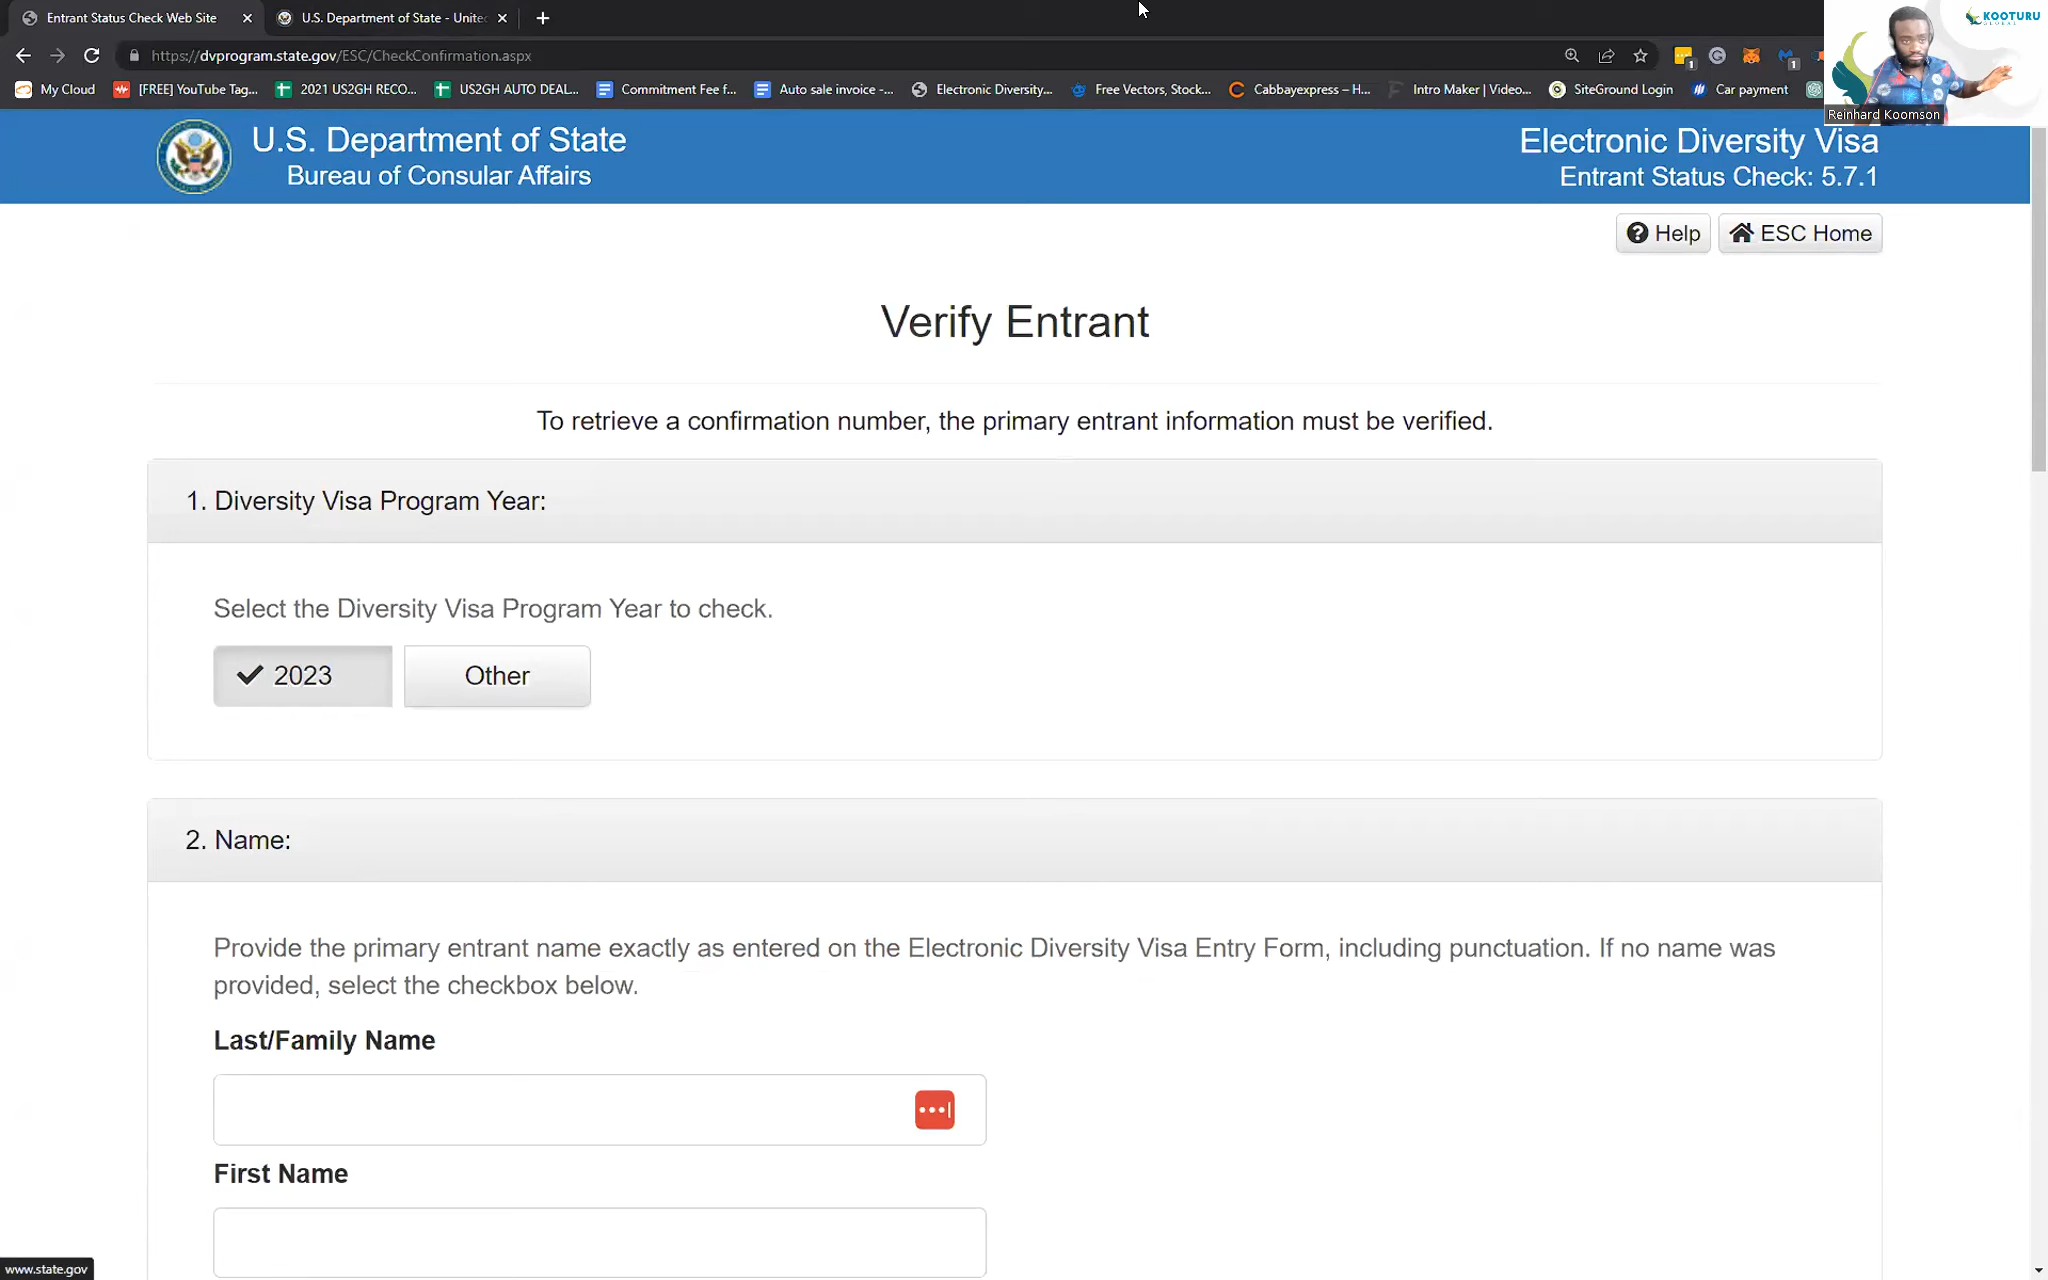 Entrant Status Check Web Site
U.S. Department of State - Unite
https://dvprogram.state.gov/ESC/CheckConfirmation.aspx
1
1
My Cloud
[FREE] YouTube Tag...
2021 US2GH RECO...
US2GH AUTO DEAL...
Commitment Fee f...
Auto sale invoice -...
Electronic Diversity...
Free Vectors, Stock...
Cabbayexpress – H...
Intro Maker | Video...
SiteGround Login
Car payment
KOOTURU
GLOBAL
Reinhard Koomson
U.S. Department of State
Bureau of Consular Affairs
Electronic Diversity Visa
Entrant Status Check: 5.7.1
Help
ESC Home
Verify Entrant
To retrieve a confirmation number, the primary entrant information must be verified.
1. Diversity Visa Program Year:
Select the Diversity Visa Program Year to check.
2023
Other
2. Name:
Provide the primary entrant name exactly as entered on the Electronic Diversity Visa Entry Form, including punctuation. If no name was
provided, select the checkbox below.
Last/Family Name
First Name
www.state.gov